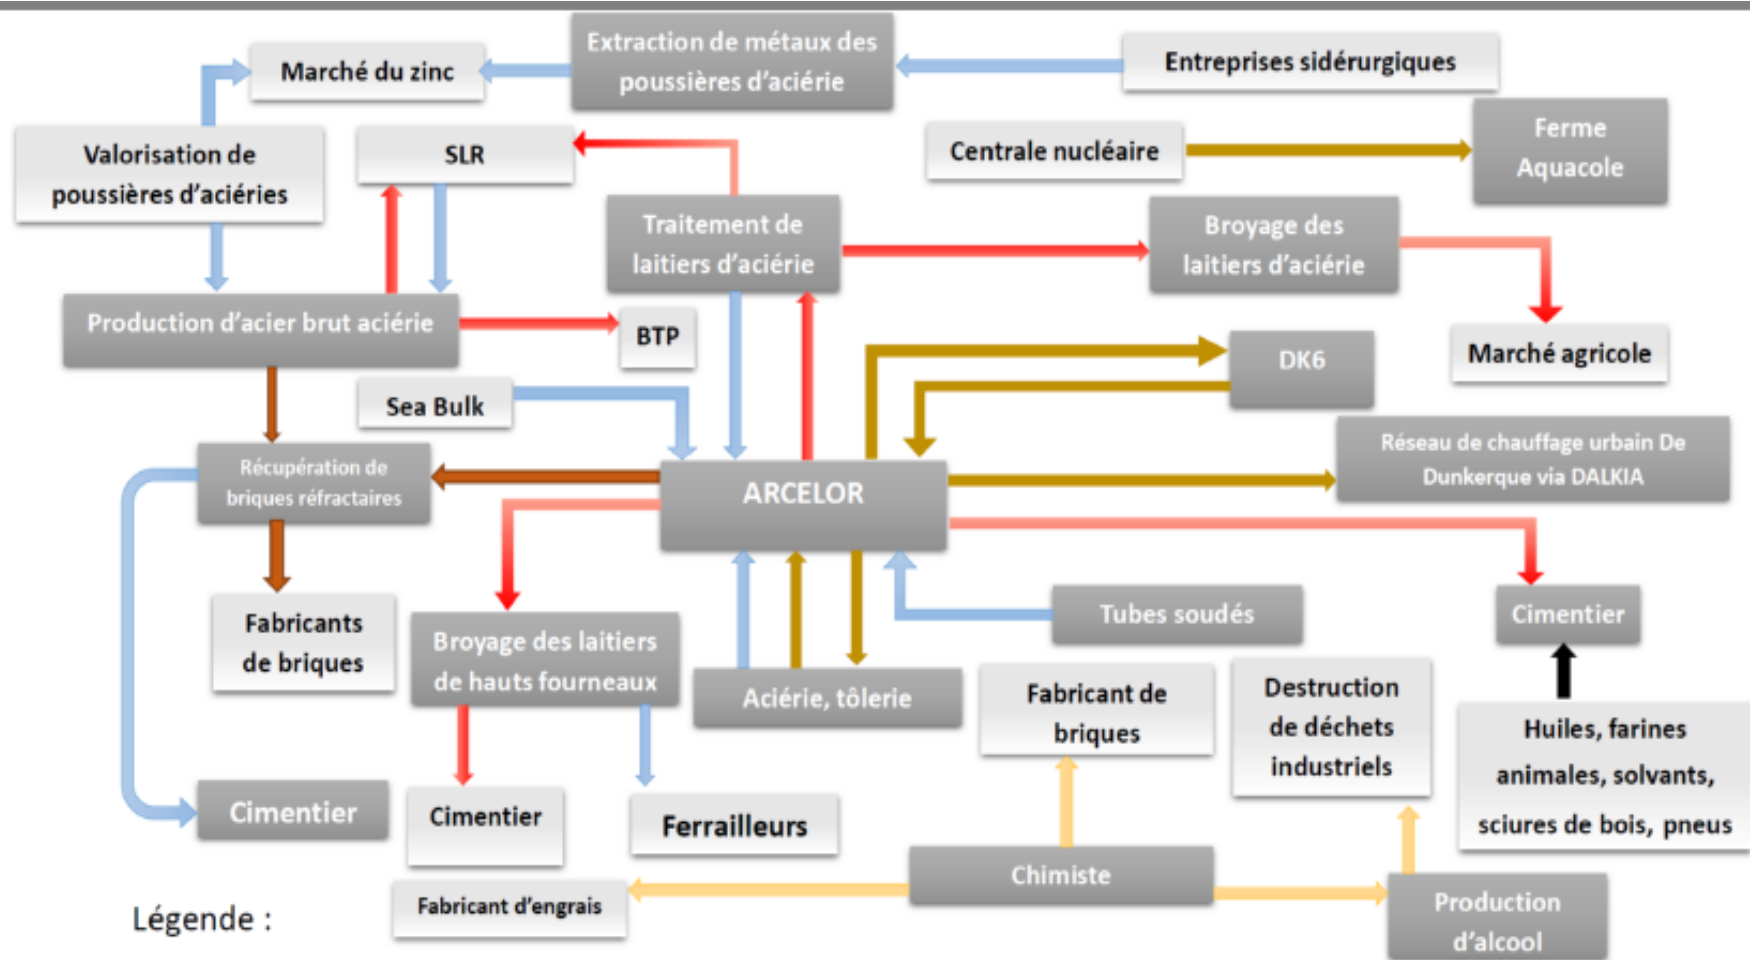 Extraction de métaux des
poussières d'aciérie
Marché du zinc
Entreprises sidérurgiques
Valorisation de
poussières d'aciéries
SLR
Centrale nucléaire
Ferme
Aquacole
Traitement de
laitiers d'aciérie
Broyage des
laitiers d'aciérie
Production d'acier brut aciérie
BTP
DK6
Marché agricole
Sea Bulk
Réseau de chauffage urbain De
Dunkerque via DALKIA
Récupération de
briques réfractaires
ARCELOR
Fabricants
de briques
Broyage des laitiers
de hauts fourneaux
Tubes soudés
Cimentier
Aciérie, tôlerie
Fabricant de
briques
Destruction
de déchets
industriels
Huiles, farines
animales, solvants,
sciures de bois, pneus
Cimentier
Cimentier
Ferrailleurs
Chimiste
Fabricant d'engrais
Production
d'alcool
Légende :